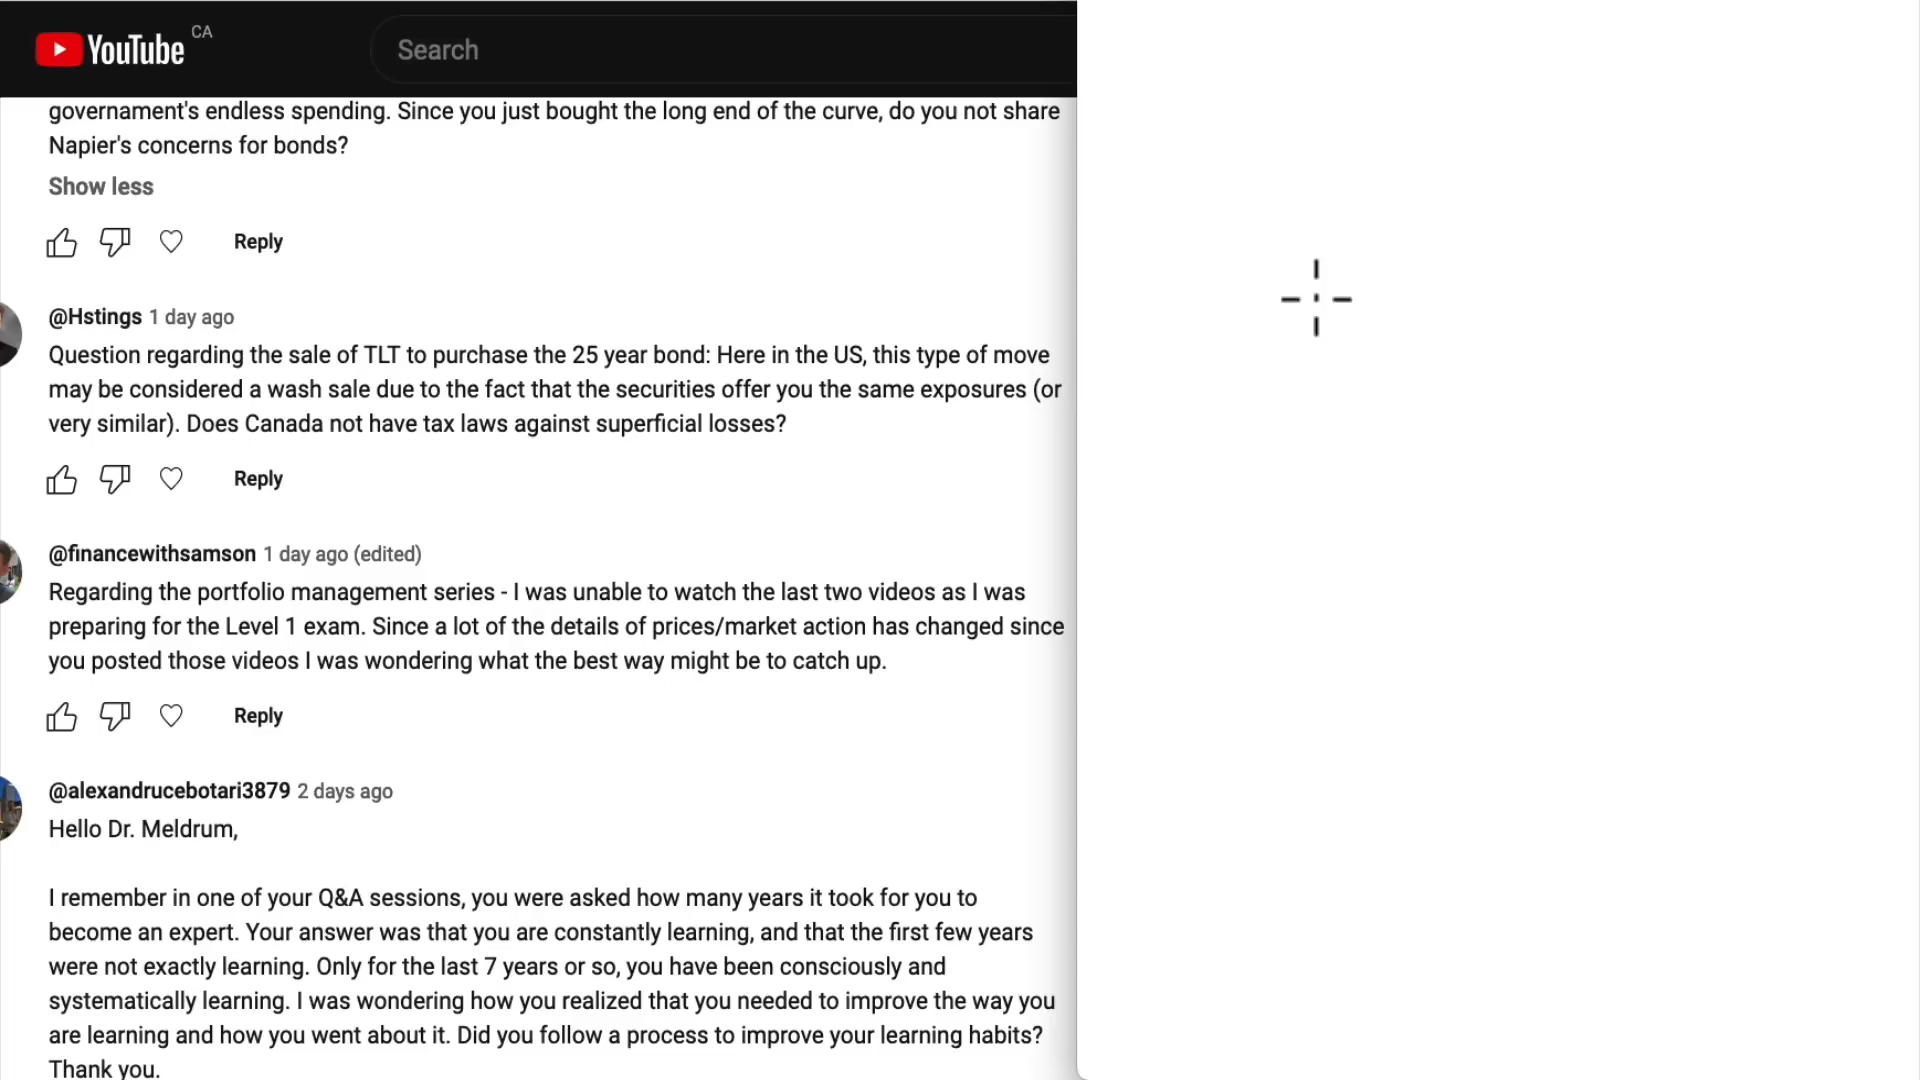 YouTube CA
Search
governament's endless spending. Since you just bought the long end of the curve, do you not share
Napier's concerns for bonds?
Show less
Reply
@Hstings 1 day ago
Question regarding the sale of TLT to purchase the 25 year bond: Here in the US, this type of move
may be considered a wash sale due to the fact that the securities offer you the same exposures (or
very similar). Does Canada not have tax laws against superficial losses?
Reply
@financewithsamson 1 day ago (edited)
Regarding the portfolio management series - I was unable to watch the last two videos as I was
preparing for the Level 1 exam. Since a lot of the details of prices/market action has changed since
you posted those videos I was wondering what the best way might be to catch up.
Reply
@alexandrucebotari3879 2 days ago
Hello Dr. Meldrum,
I remember in one of your Q&A sessions, you were asked how many years it took for you to
become an expert. Your answer was that you are constantly learning, and that the first few years
were not exactly learning. Only for the last 7 years or so, you have been consciously and
systematically learning. I was wondering how you realized that you needed to improve the way you
are learning and how you went about it. Did you follow a process to improve your learning habits?
Thank you.